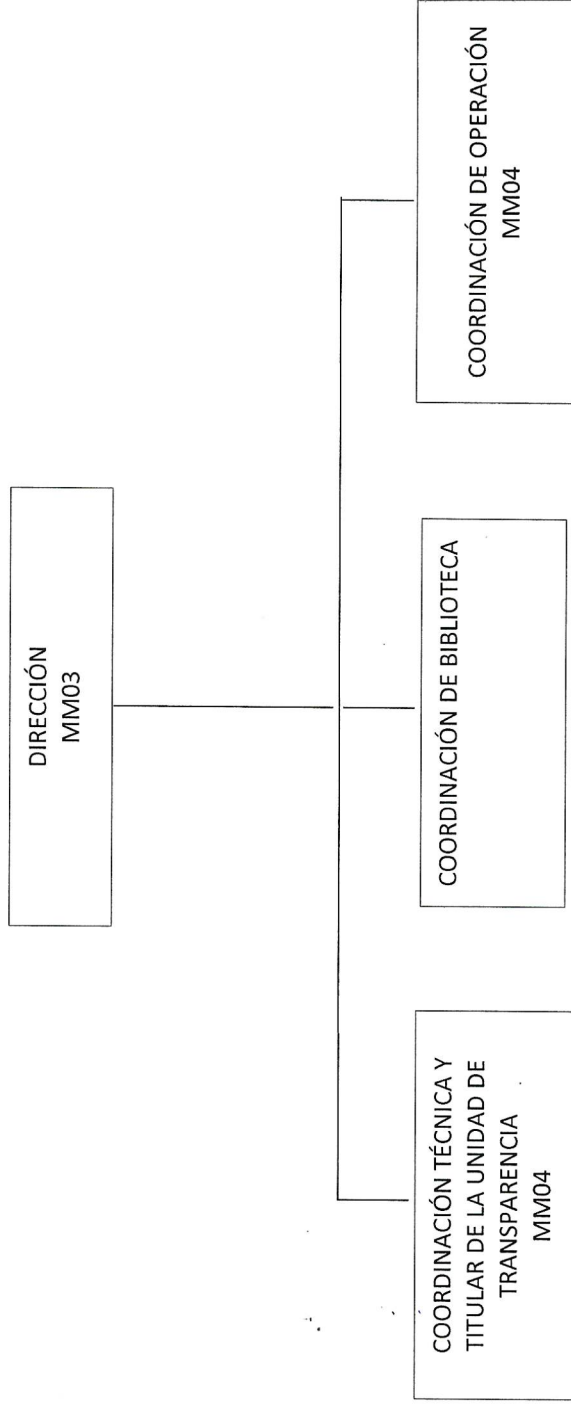 DIRECCIÓN
MM03
COORDINACIÓN TÉCNICA Y
TITULAR DE LA UNIDAD DE
TRANSPARENCIA
MM04
COORDINACIÓN DE BIBLIOTECA
COORDINACIÓN DE OPERACIÓN
MM04